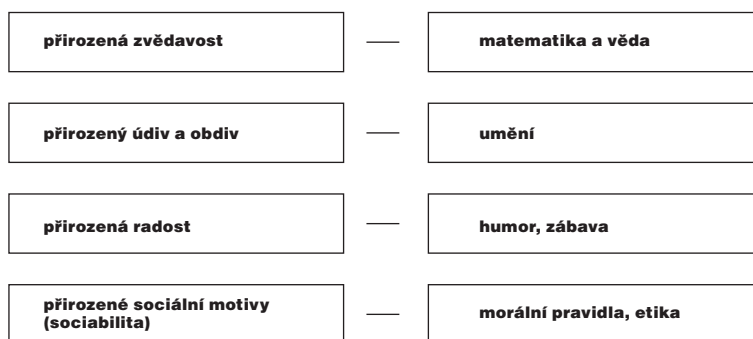 přirozená zvědavost
matematika a věda
přirozený údiv a obdiv
umění
přirozená radost
humor, zábava
přirozené sociální motivy
(sociabilita)
morální pravidla, etika